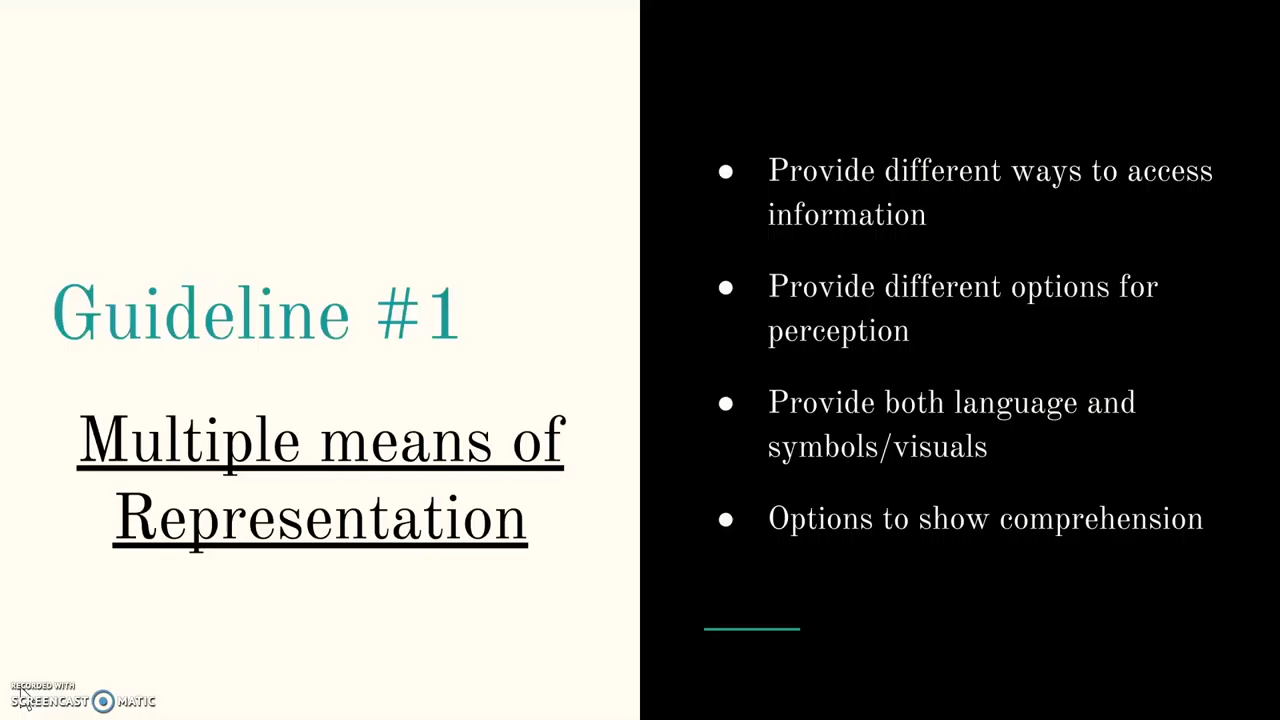 Guideline #1
Multiple means of
Representation
● Provide different ways to access
information
● Provide different options for
perception
● Provide both language and
symbols/visuals
● Options to show comprehension
RECORDED WITH
SCREENCAST MATIC